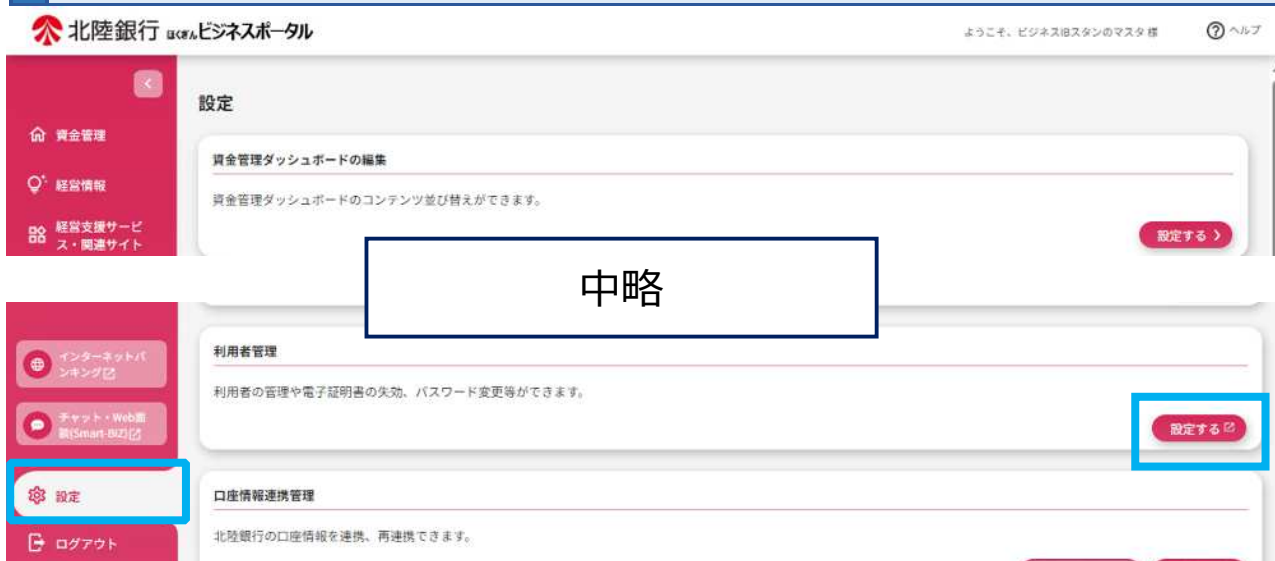 北陸銀行 ほくぎんビジネスポータル
ようこそ、ビジネスIBスタンのマスタ 様
ヘルプ
資金管理
経営情報
経営支援サービ
ス・関連サイト
設定
資金管理ダッシュボードの編集
資金管理ダッシュボードのコンテンツ並び替えができます。
設定する
中略
インターネットバ
ンキング
チャット・Web面
談(Smart-BIZ)
設定
ログアウト
利用者管理
利用者の管理や電子証明書の失効、パスワード変更等ができます。
設定する
口座情報連携管理
北陸銀行の口座情報を連携、再連携できます。